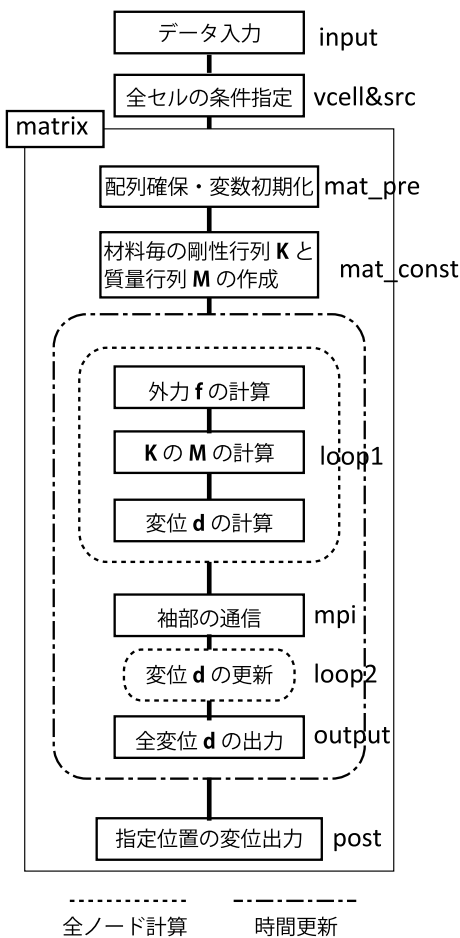 データ入力
input
全セルの条件指定
vcell&src
matrix
配列確保・変数初期化
mat_pre
材料毎の剛性行列 K と
質量行列 M の作成
mat_const
外力 f の計算
K の M の計算
loop1
変位 d の計算
袖部の通信
mpi
変位 d の更新
loop2
全変位 d の出力
output
指定位置の変位出力
post
全ノード計算
時間更新